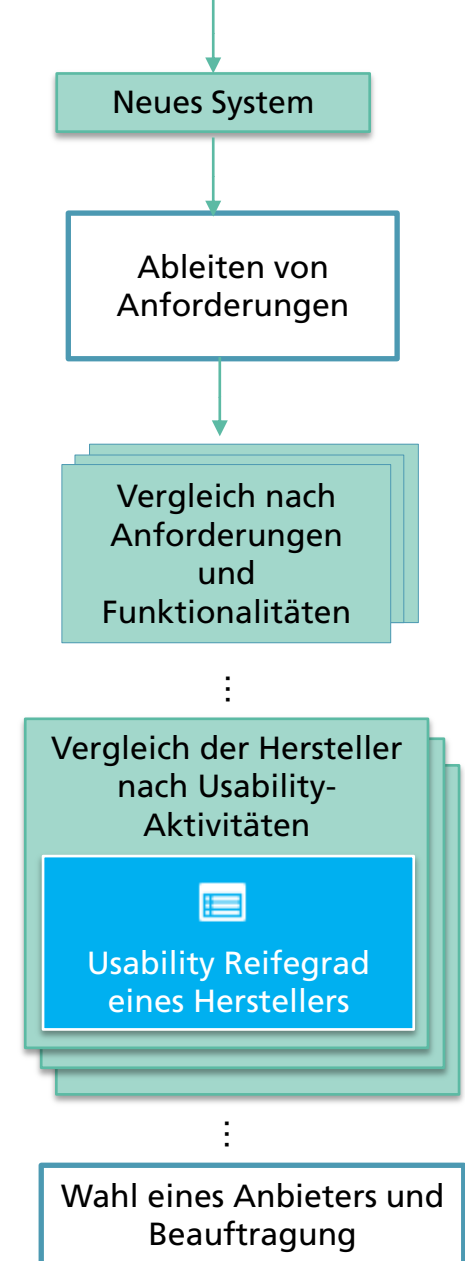 Neues System
Ableiten von
Anforderungen
Vergleich nach
Anforderungen
und
Funktionalitäten
...
Vergleich der Hersteller
nach Usability-
Aktivitäten
Usability Reifegrad
eines Herstellers
...
Wahl eines Anbieters und
Beauftragung